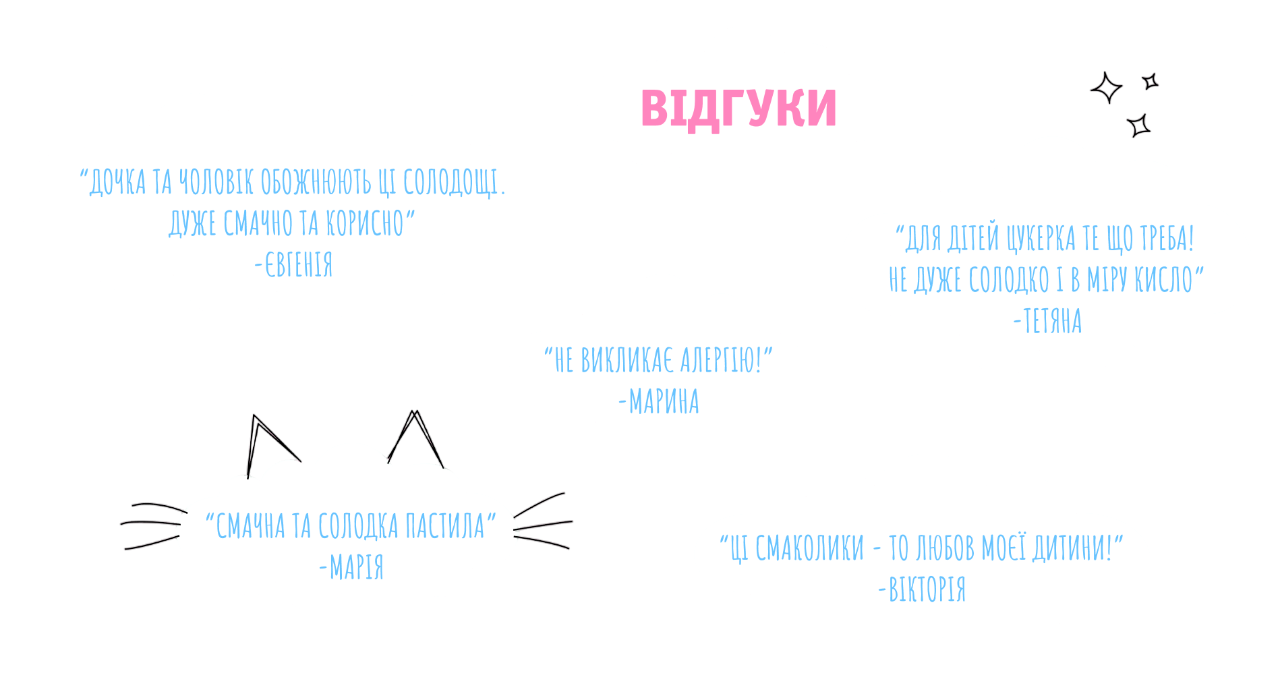 ВІДГУКИ
“ДОЧКА ТА ЧОЛОВІК ОБОЖНЮЮТЬ ЦІ СОЛОДОЩІ.
ДУЖЕ СМАЧНО ТА КОРИСНО”
-ЄВГЕНІЯ
“ДЛЯ ДІТЕЙ ЦУКЕРКА ТЕ ЩО ТРЕБА!
НЕ ДУЖЕ СОЛОДКО І В МІРУ КИСЛО”
-ТЕТЯНА
“НЕ ВИКЛИКАЄ АЛЕРГІЮ!”
-МАРИНА
“СМАЧНА ТА СОЛОДКА ПАСТИЛА”
-МАРІЯ
“ЦІ СМАКОЛИКИ - ТО ЛЮБОВ МОЄЇ ДИТИНИ!”
-ВІКТОРІЯ